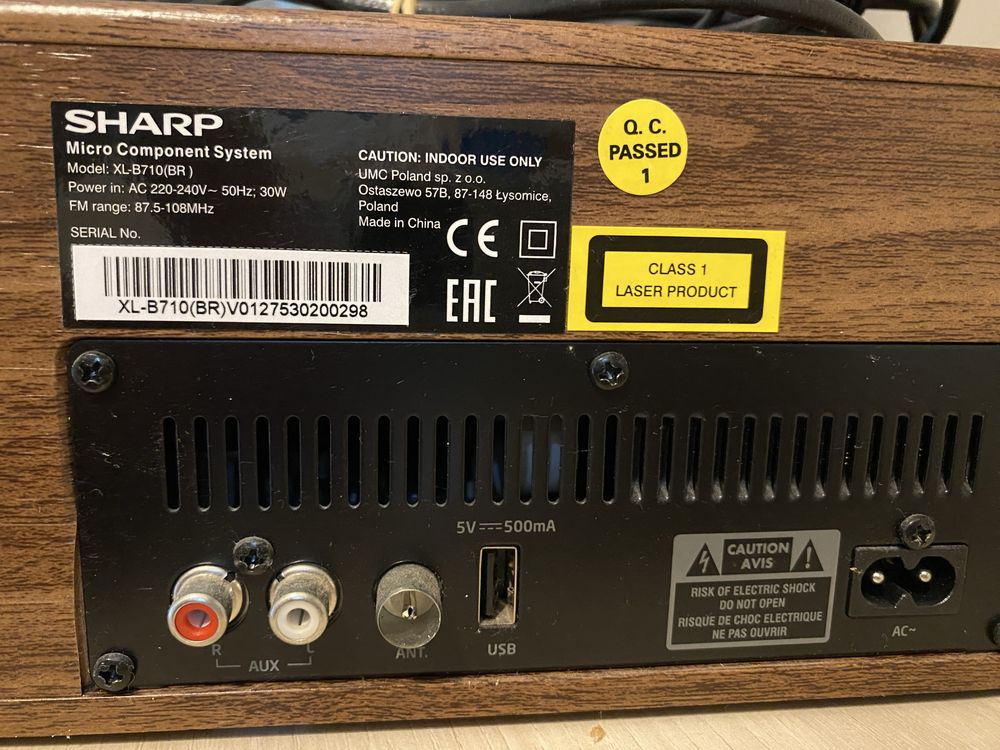 SHARP
Micro Component System
Model: XL-B710(BR )
Power in: AC 220-240V~ 50Hz; 30W
FM range: 87.5-108MHz
SERIAL No.
XL-B710(BR)V0127530200298
CAUTION: INDOOR USE ONLY
UMC Poland sp. z o.o.
Ostaszewo 57B, 87-148 Łysomice,
Poland
Made in China
CE
EAC
Q. C.
PASSED
1
CLASS 1
LASER PRODUCT
5V⎓500mA
R
L
AUX
ANT.
USB
CAUTION
AVIS
RISK OF ELECTRIC SHOCK
DO NOT OPEN
RISQUE DE CHOC ELECTRIQUE
NE PAS OUVRIR
AC~